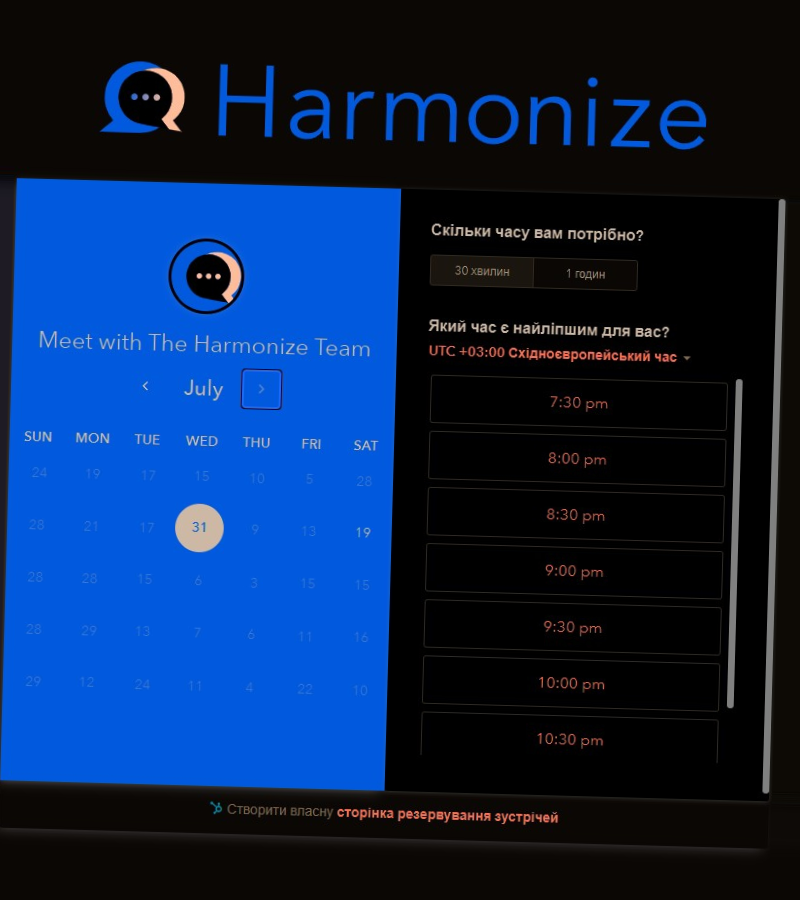 Harmonize
Meet with The Harmonize Team
July
SUN MON TUE WED THU FRI SAT
24 19 17 15 10 5 28
28 21 17 31 9 13 19
28 28 15 6 3 15 15
28 29 13 7 6 11 16
29 12 24 11 4 22 10
Скільки часу вам потрібно?
30 хвилин 1 годин
Який час є найліпшим для вас?
UTC +03:00 Східноєвропейський час
7:30 pm
8:00 pm
8:30 pm
9:00 pm
9:30 pm
10:00 pm
10:30 pm
Створити власну сторінка резервування зустрічей